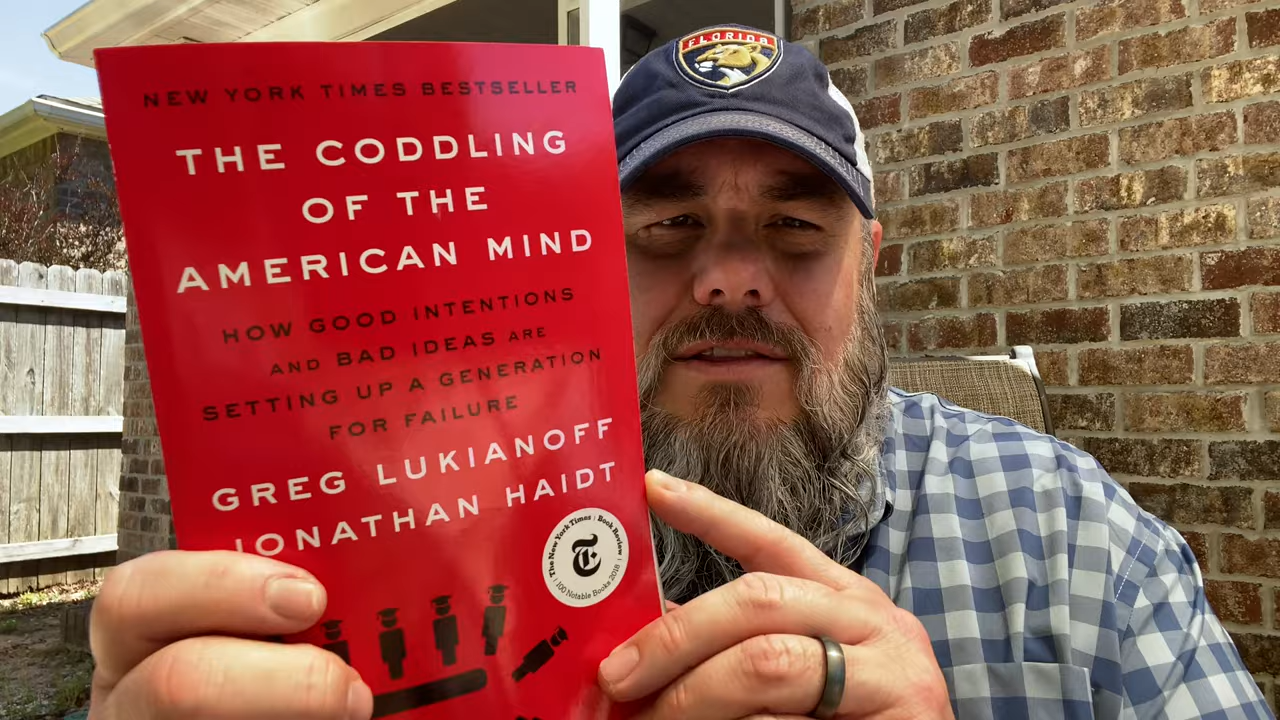 FLORIDA
NEW YORK TIMES BESTSELLER
THE CODDLING
OF THE
AMERICAN MIND
HOW GOOD INTENTIONS
AND BAD IDEAS ARE
SETTING UP A GENERATION
FOR FAILURE
GREG LUKIANOFF
JONATHAN HAIDT
The New York Times | Book Review
T
100 Notable Books 2018